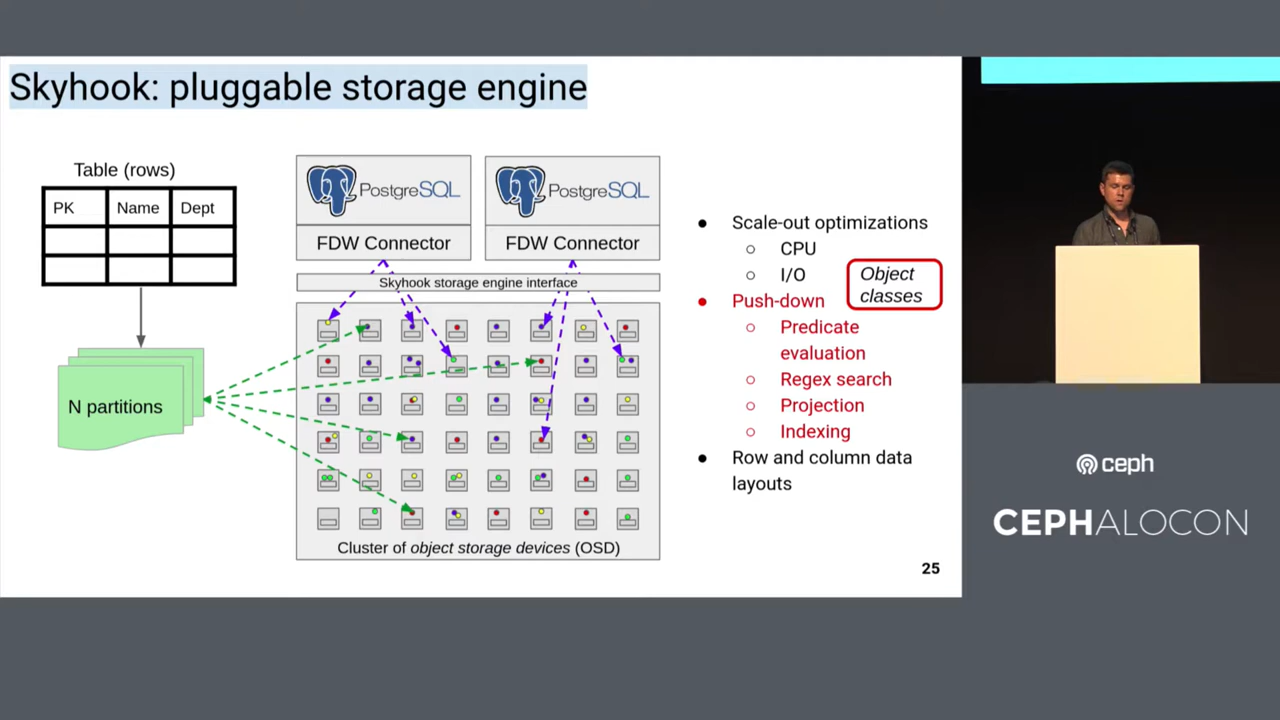 Skyhook: pluggable storage engine
Table (rows)
PK
Name
Dept
N partitions
PostgreSQL
PostgreSQL
FDW Connector
FDW Connector
Skyhook storage engine interface
Cluster of object storage devices (OSD)
● Scale-out optimizations
○ CPU
○ I/O
Object
classes
● Push-down
○ Predicate
evaluation
○ Regex search
○ Projection
○ Indexing
● Row and column data
layouts
25
ceph
CEPHALOCON